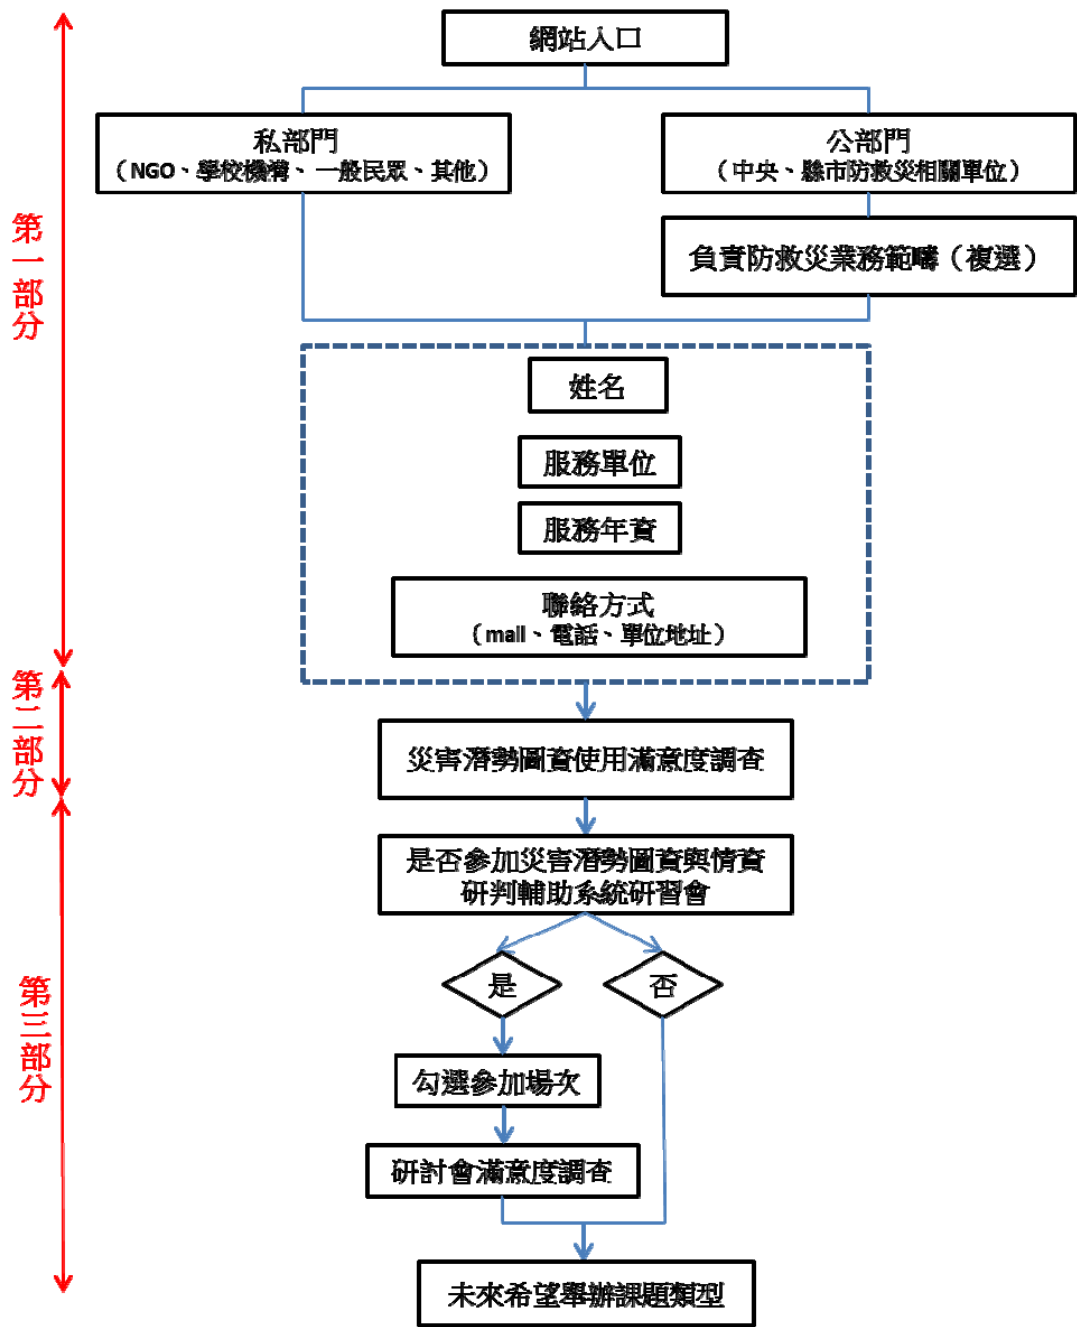 網站入口
私部門
（NGO、學校機構、一般民眾、其他）
公部門
（中央、縣市防救災相關單位）
負責防救災業務範疇（複選）
第一部分
姓名
服務單位
服務年資
聯絡方式
（mail、電話、單位地址）
第二部分
災害潛勢圖資使用滿意度調查
是否參加災害潛勢圖資與情資
研判輔助系統研習會
是
否
第三部分
勾選參加場次
研討會滿意度調查
未來希望舉辦課題類型